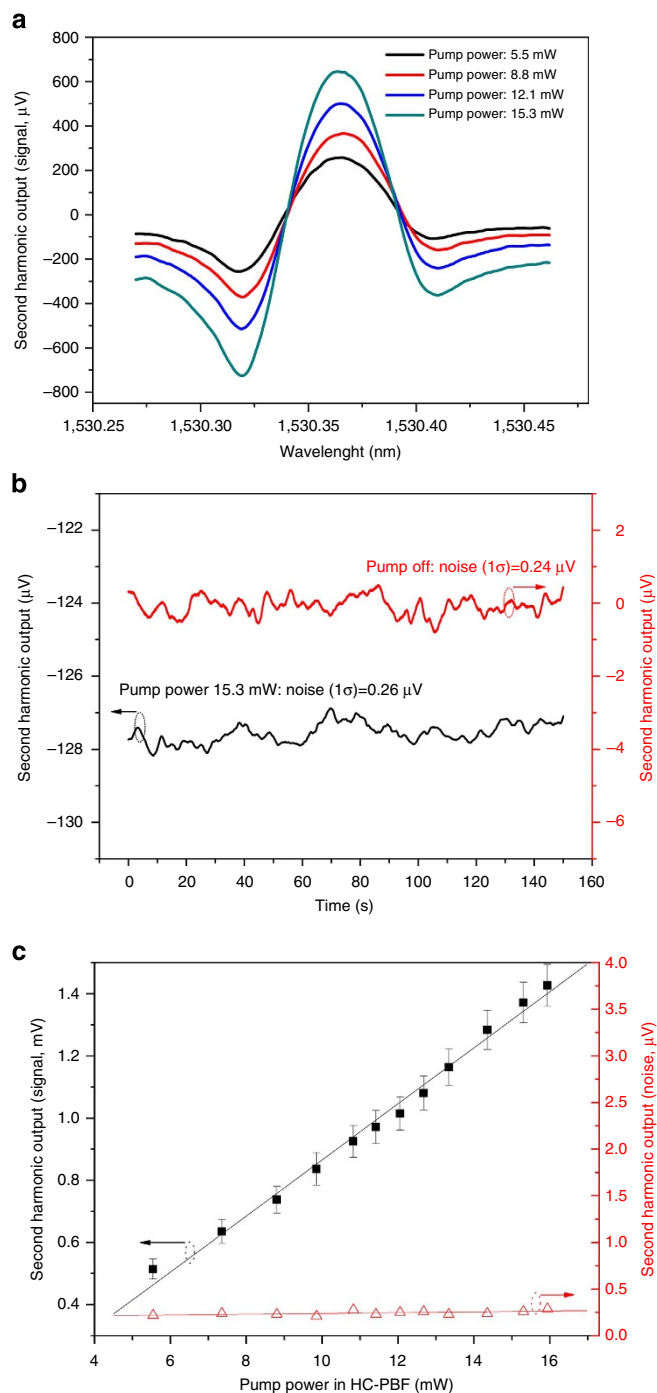 a
800
600
400
200
0
−200
−400
−600
−800
Second harmonic output (signal, μV)
Pump power: 5.5 mW
Pump power: 8.8 mW
Pump power: 12.1 mW
Pump power: 15.3 mW
1,530.25 1,530.30 1,530.35 1,530.40 1,530.45
Wavelenght (nm)
b
−122
−124
−126
−128
−130
Second harmonic output (μV)
Pump off: noise (1σ)=0.24 μV
Pump power 15.3 mW: noise (1σ)=0.26 μV
2
0
−2
−4
−6
Second harmonic output (μV)
0 20 40 60 80 100 120 140 160
Time (s)
c
1.4
1.2
1.0
0.8
0.6
0.4
Second harmonic output (signal, mV)
4.0
3.5
3.0
2.5
2.0
1.5
1.0
0.5
0.0
Second harmonic output (noise, μV)
4 6 8 10 12 14 16
Pump power in HC-PBF (mW)